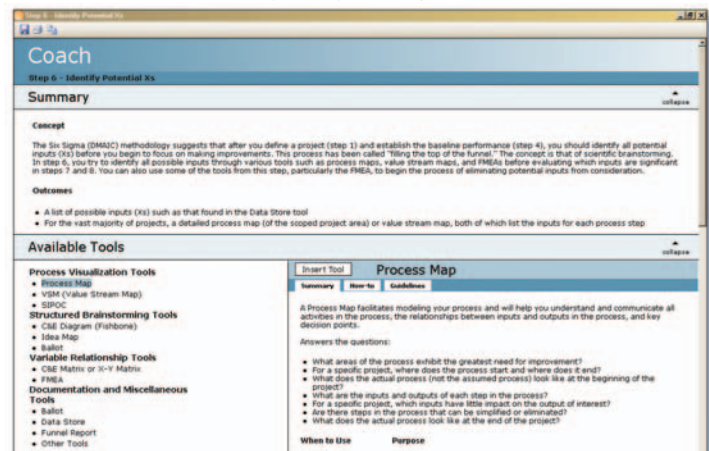 Step 6 - Identify Potential Xs
Coach
Step 6 - Identify Potential Xs
Summary
collapse
Concept
The Six Sigma (DMAIC) methodology suggests that after you define a project (step 1) and establish the baseline performance (step 4), you should identify all potential
inputs (Xs) before you begin to focus on making improvements. This process has been called "filling the top of the funnel." The concept is that of scientific brainstorming.
In step 6, you try to identify all possible inputs through various tools such as process maps, value stream maps, and FMEAs before evaluating which inputs are significant
in steps 7 and 8. You can also use some of the tools from this step, particularly the FMEA, to begin the process of eliminating potential inputs from consideration.
Outcomes
• A list of possible inputs (Xs) such as that found in the Data Store tool
• For the vast majority of projects, a detailed process map (of the scoped project area) or value stream map, both of which list the inputs for each process step
Available Tools
collapse
Process Visualization Tools
• Process Map
• VSM (Value Stream Map)
• SIPOC
Structured Brainstorming Tools
• C&E Diagram (Fishbone)
• Idea Map
• Ballot
Variable Relationship Tools
• C&E Matrix or X-Y Matrix
• FMEA
Documentation and Miscellaneous
Tools
• Ballot
• Data Store
• Funnel Report
• Other Tools
Insert Tool Process Map
Summary How-to Guidelines
A Process Map facilitates modeling your process and will help you understand and communicate all
activities in the process, the relationships between inputs and outputs in the process, and key
decision points.
Answers the questions:
• What areas of the process exhibit the greatest need for improvement?
• For a specific project, where does the process start and where does it end?
• What does the actual process (not the assumed process) look like at the beginning of the
project?
• What are the inputs and outputs of each step in the process?
• For a specific project, which inputs have little impact on the output of interest?
• Are there steps in the process that can be simplified or eliminated?
• What does the actual process look like at the end of the project?
When to Use Purpose